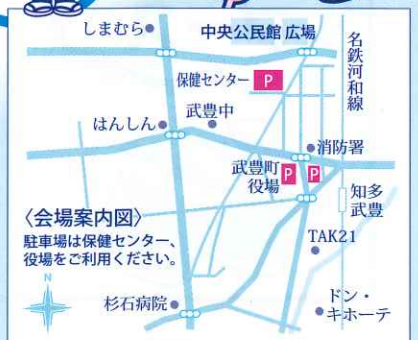 しまむら
中央公民館 広場
名鉄河和線
保健センター P
武豊中
はんしん
消防署
武豊町
役場
P P
知多
武豊
〈会場案内図〉
駐車場は保健センター、
役場をご利用ください。
TAK21
N
杉石病院
ドン・
キホーテ